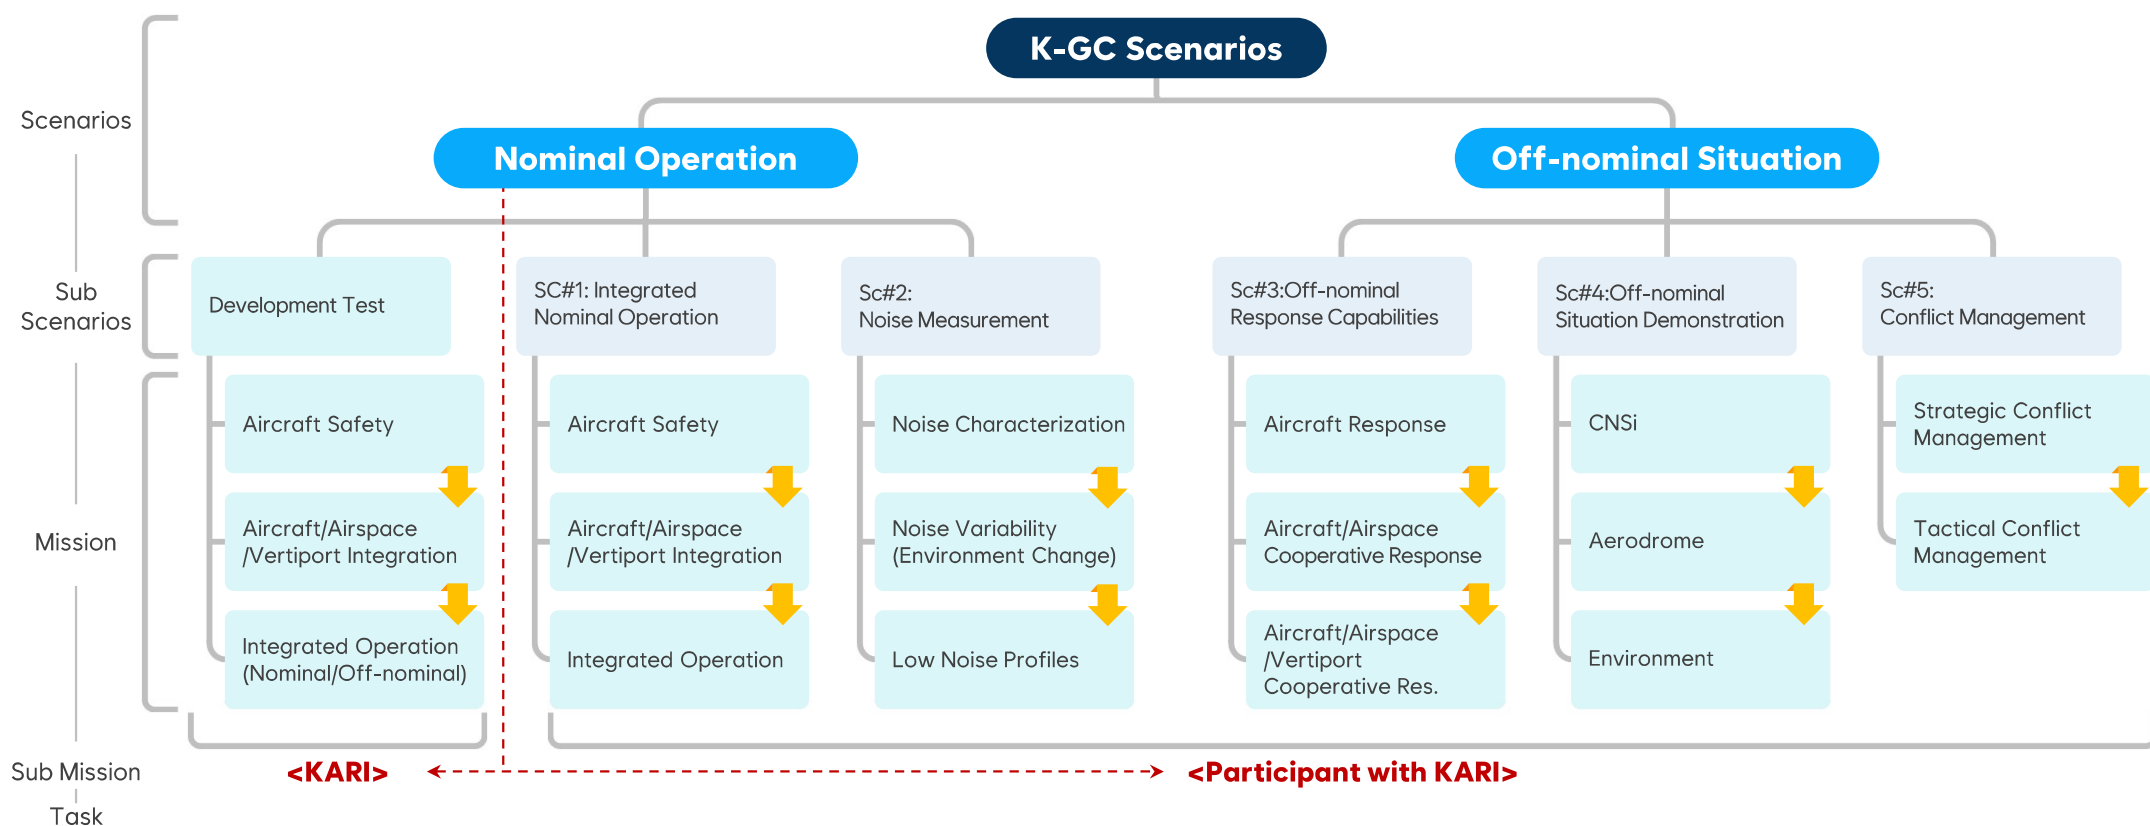 K-GC Scenarios
Scenarios
Nominal Operation
Off-nominal Situation
Sub
Scenarios
Development Test
SC#1: Integrated
Nominal Operation
Sc#2:
Noise Measurement
Sc#3:Off-nominal
Response Capabilities
Sc#4:Off-nominal
Situation Demonstration
Sc#5:
Conflict Management
Mission
Aircraft Safety
Aircraft/Airspace
/Vertiport Integration
Integrated Operation
(Nominal/Off-nominal)
Aircraft Safety
Aircraft/Airspace
/Vertiport Integration
Integrated Operation
Noise Characterization
Noise Variability
(Environment Change)
Low Noise Profiles
Aircraft Response
Aircraft/Airspace
Cooperative Response
Aircraft/Airspace
/Vertiport
Cooperative Res.
CNSi
Aerodrome
Environment
Strategic Conflict
Management
Tactical Conflict
Management
Sub Mission
<KARI>
<Participant with KARI>
Task